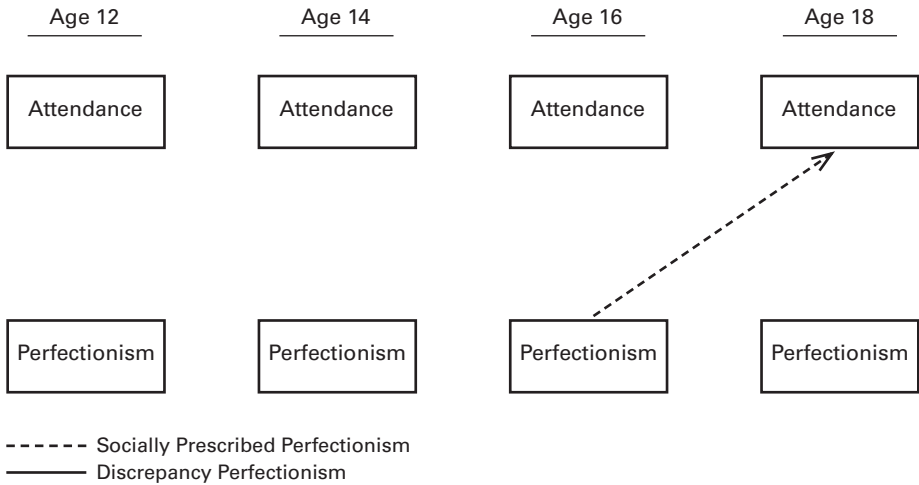 Age 12 Age 14 Age 16 Age 18
Attendance Attendance Attendance Attendance
Perfectionism Perfectionism Perfectionism Perfectionism
Socially Prescribed Perfectionism
Discrepancy Perfectionism